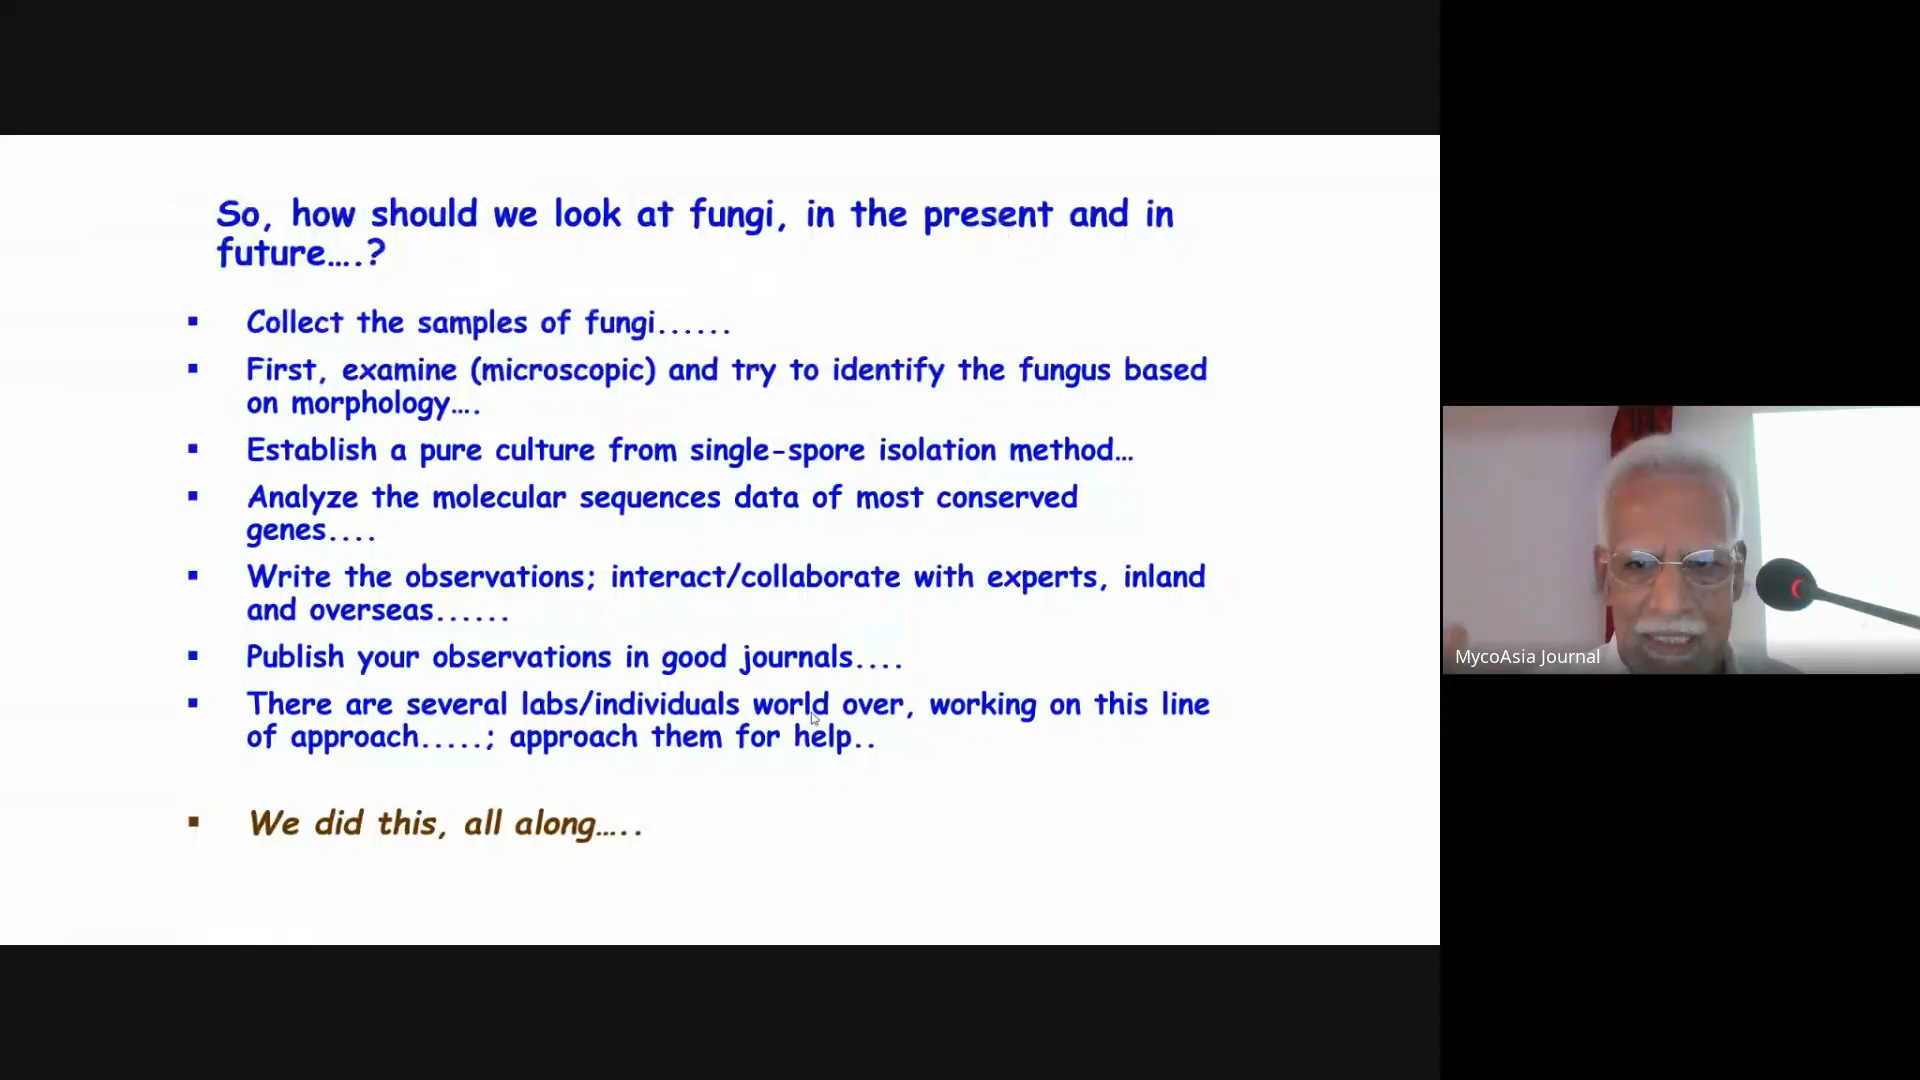 So, how should we look at fungi, in the present and in
future….?
▪ Collect the samples of fungi......
▪ First, examine (microscopic) and try to identify the fungus based
on morphology….
▪ Establish a pure culture from single-spore isolation method…
▪ Analyze the molecular sequences data of most conserved
genes....
▪ Write the observations; interact/collaborate with experts, inland
and overseas......
▪ Publish your observations in good journals....
▪ There are several labs/individuals world over, working on this line
of approach.....; approach them for help..
▪ We did this, all along…..
MycoAsia Journal